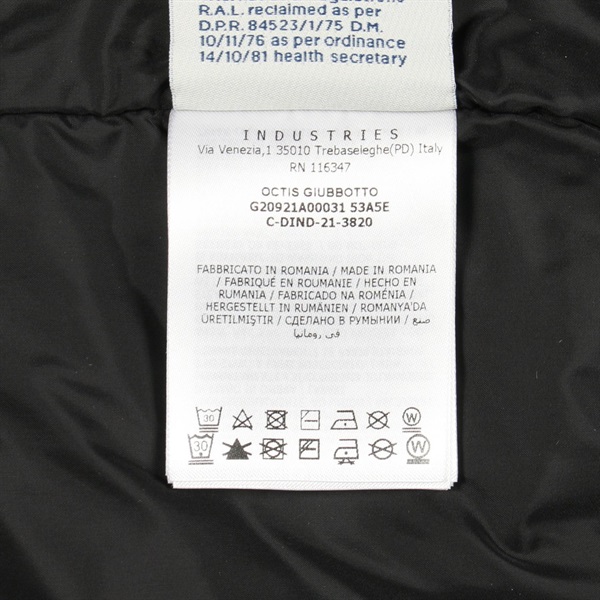 R.A.L. reclaimed as per
D.P.R. 84523/1/75 D.M.
10/11/76 as per ordinance
14/10/81 health secretary
INDUSTRIES
Via Venezia,1 35010 Trebaseleghe(PD) Italy
RN 116347
OCTIS GIUBBOTTO
G20921A00031 53A5E
C-DIND-21-3820
FABBRICATO IN ROMANIA / MADE IN ROMANIA
/ FABRIQUÉ EN ROUMANIE / HECHO EN
RUMANIA / FABRICADO NA ROMÉNIA /
HERGESTELLT IN RUMÄNIEN / ROMANYA'DA
ÜRETILMIŞTIR / СДЕЛАНО В РУМЫНИИ / صنع
في رومانيا
30 W
30 W